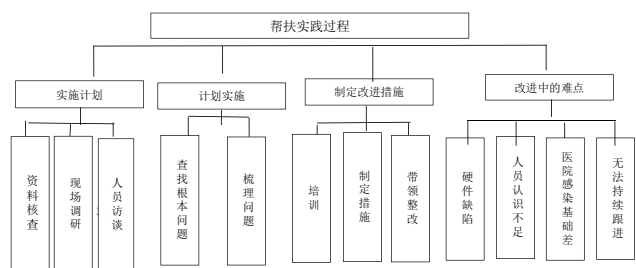 帮扶实践过程
实施计划
计划实施
制定改进措施
改进中的难点
资料核查
现场调研
人员访谈
查找根本问题
梳理问题
培训
制定措施
带领整改
硬件缺陷
人员认识不足
医院感染基础差
无法持续跟进